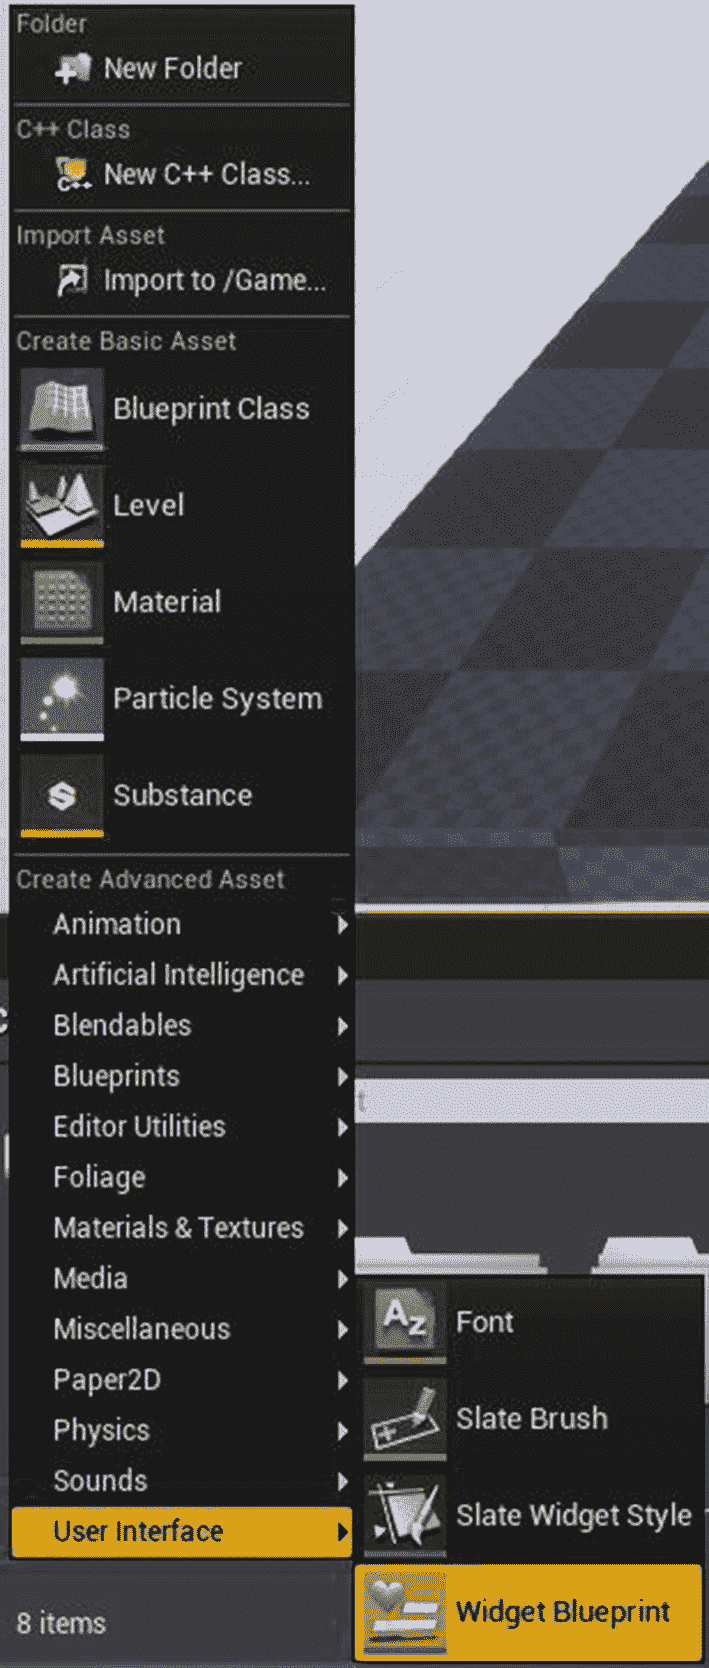 Folder
New Folder
C++ Class
C++ New C++ Class...
Import Asset
Import to /Game...
Create Basic Asset
Blueprint Class
Level
Material
Particle System
Substance
Create Advanced Asset
Animation
Artificial Intelligence
Blendables
Blueprints
Editor Utilities
Foliage
Materials & Textures
Media
Miscellaneous
Paper2D
Physics
Sounds
User Interface
AZ Font
Slate Brush
Slate Widget Style
Widget Blueprint
8 items